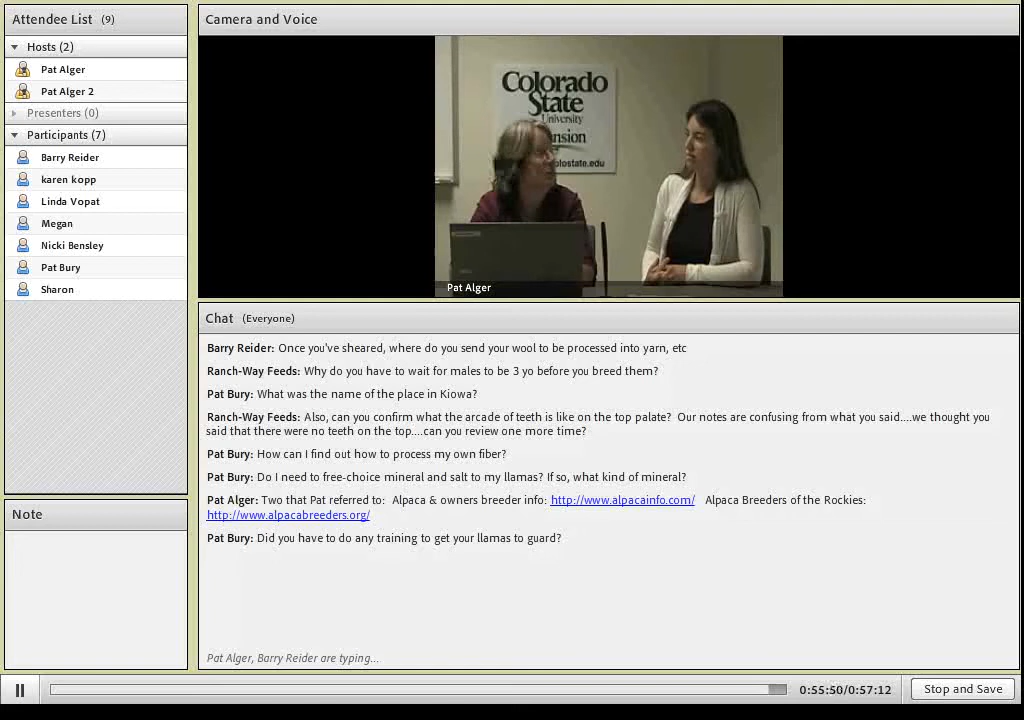 Attendee List (9)
Hosts (2)
Pat Alger
Pat Alger 2
Presenters (0)
Participants (7)
Barry Reider
karen kopp
Linda Vopat
Megan
Nicki Bensley
Pat Bury
Sharon
Note
Camera and Voice
Colorado
State
University
nsion
olostate.edu
Pat Alger
Chat (Everyone)
Barry Reider: Once you've sheared, where do you send your wool to be processed into yarn, etc
Ranch-Way Feeds: Why do you have to wait for males to be 3 yo before you breed them?
Pat Bury: What was the name of the place in Kiowa?
Ranch-Way Feeds: Also, can you confirm what the arcade of teeth is like on the top palate? Our notes are confusing from what you said....we thought you
said that there were no teeth on the top....can you review one more time?
Pat Bury: How can I find out how to process my own fiber?
Pat Bury: Do I need to free-choice mineral and salt to my llamas? If so, what kind of mineral?
Pat Alger: Two that Pat referred to: Alpaca & owners breeder info: http://www.alpacainfo.com/ Alpaca Breeders of the Rockies:
http://www.alpacabreeders.org/
Pat Bury: Did you have to do any training to get your llamas to guard?
Pat Alger, Barry Reider are typing...
0:55:50/0:57:12
Stop and Save